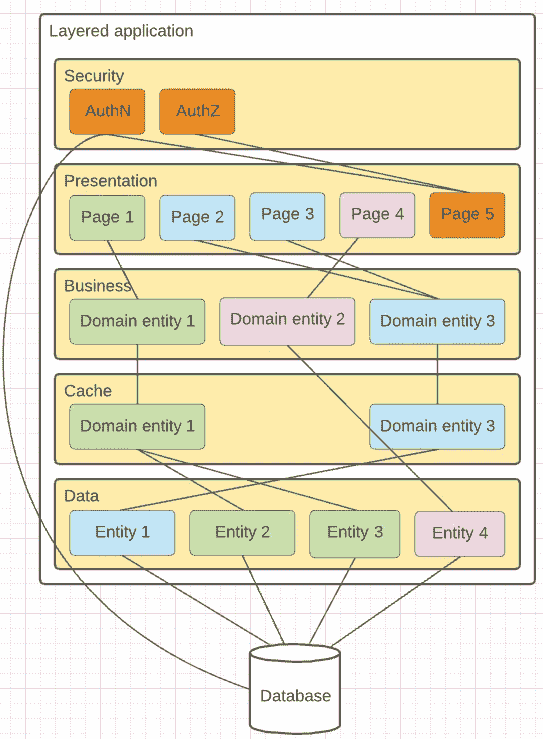 Layered application
Security
AuthN
AuthZ
Presentation
Page 1
Page 2
Page 3
Page 4
Page 5
Business
Domain entity 1
Domain entity 2
Domain entity 3
Cache
Domain entity 1
Domain entity 3
Data
Entity 1
Entity 2
Entity 3
Entity 4
Database